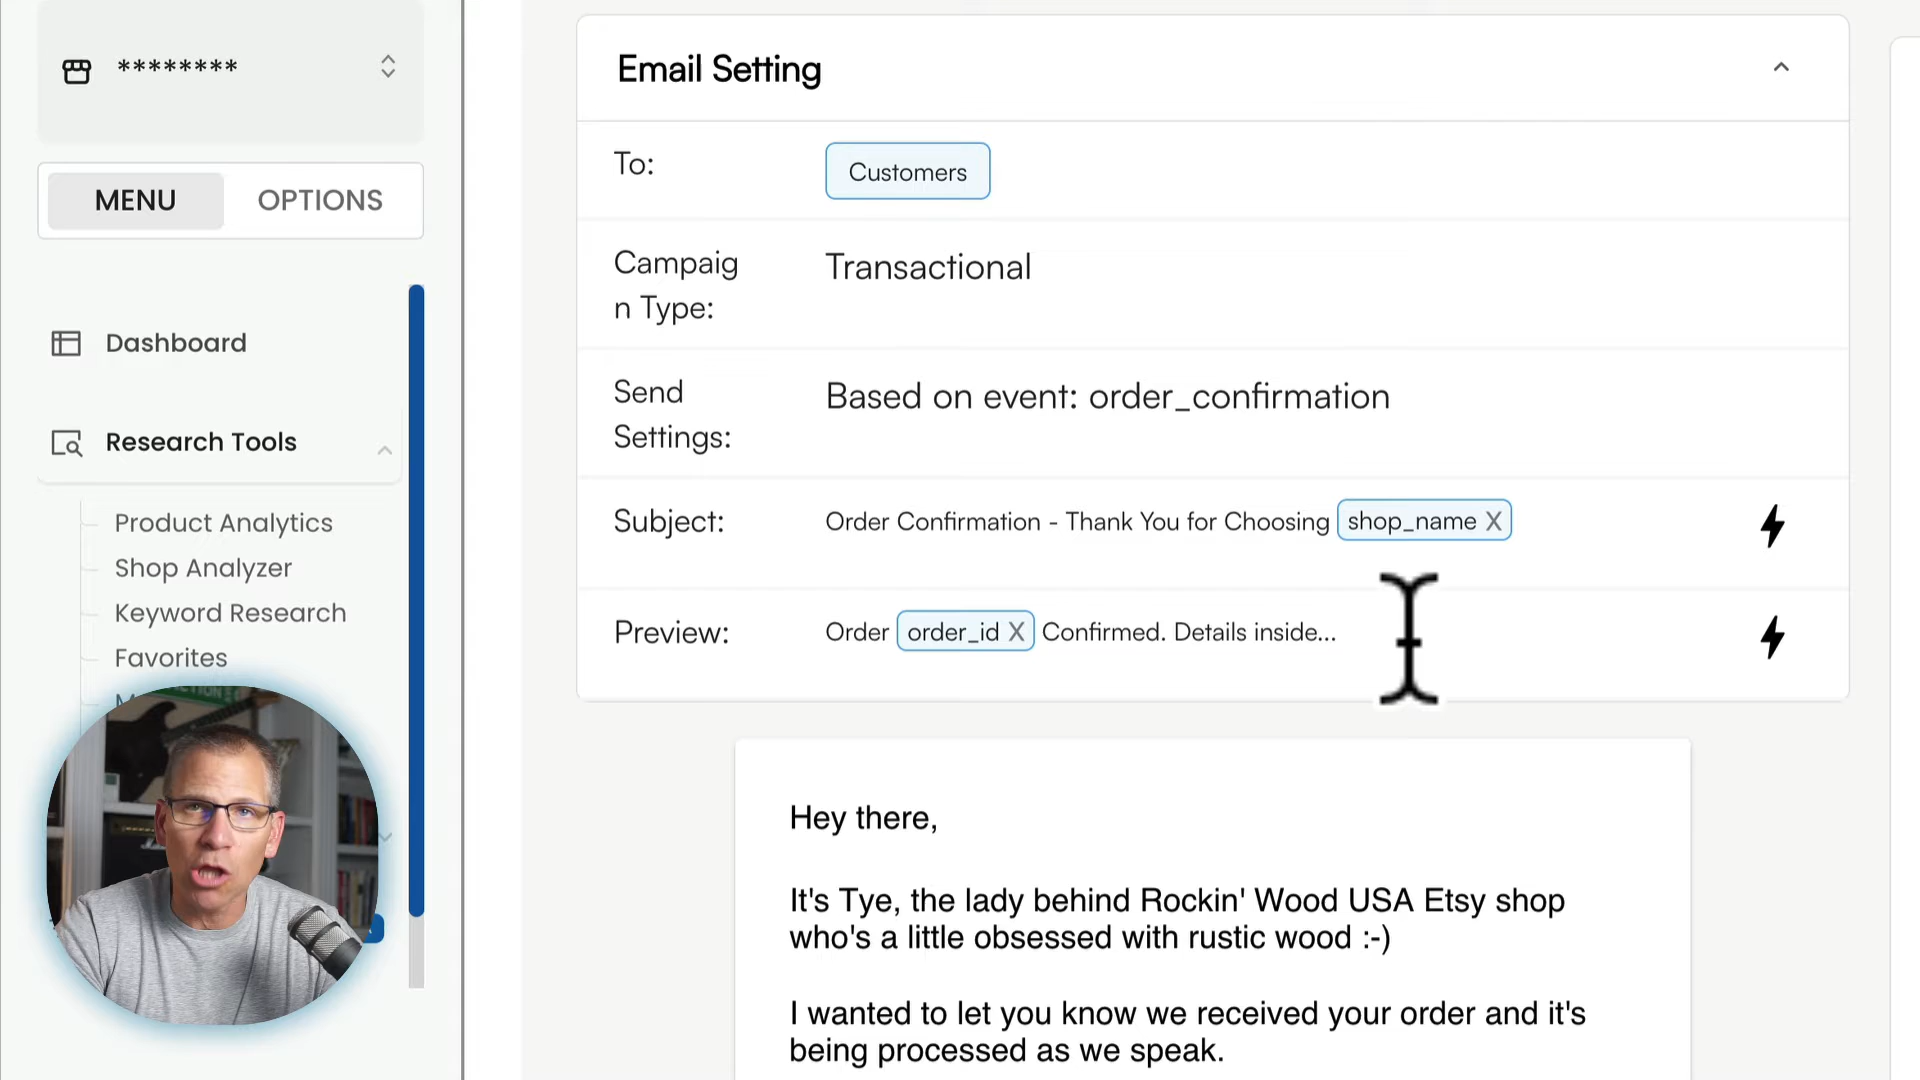 ********
MENU
OPTIONS
Dashboard
Research Tools
Product Analytics
Shop Analyzer
Keyword Research
Favorites
Email Setting
To:
Customers
Campaig
n Type:
Transactional
Send
Settings:
Based on event: order_confirmation
Subject:
Order Confirmation - Thank You for Choosing shop_name X
Preview:
Order order_id X Confirmed. Details inside...
Hey there,
It's Tye, the lady behind Rockin' Wood USA Etsy shop
who's a little obsessed with rustic wood :-)
I wanted to let you know we received your order and it's
being processed as we speak.